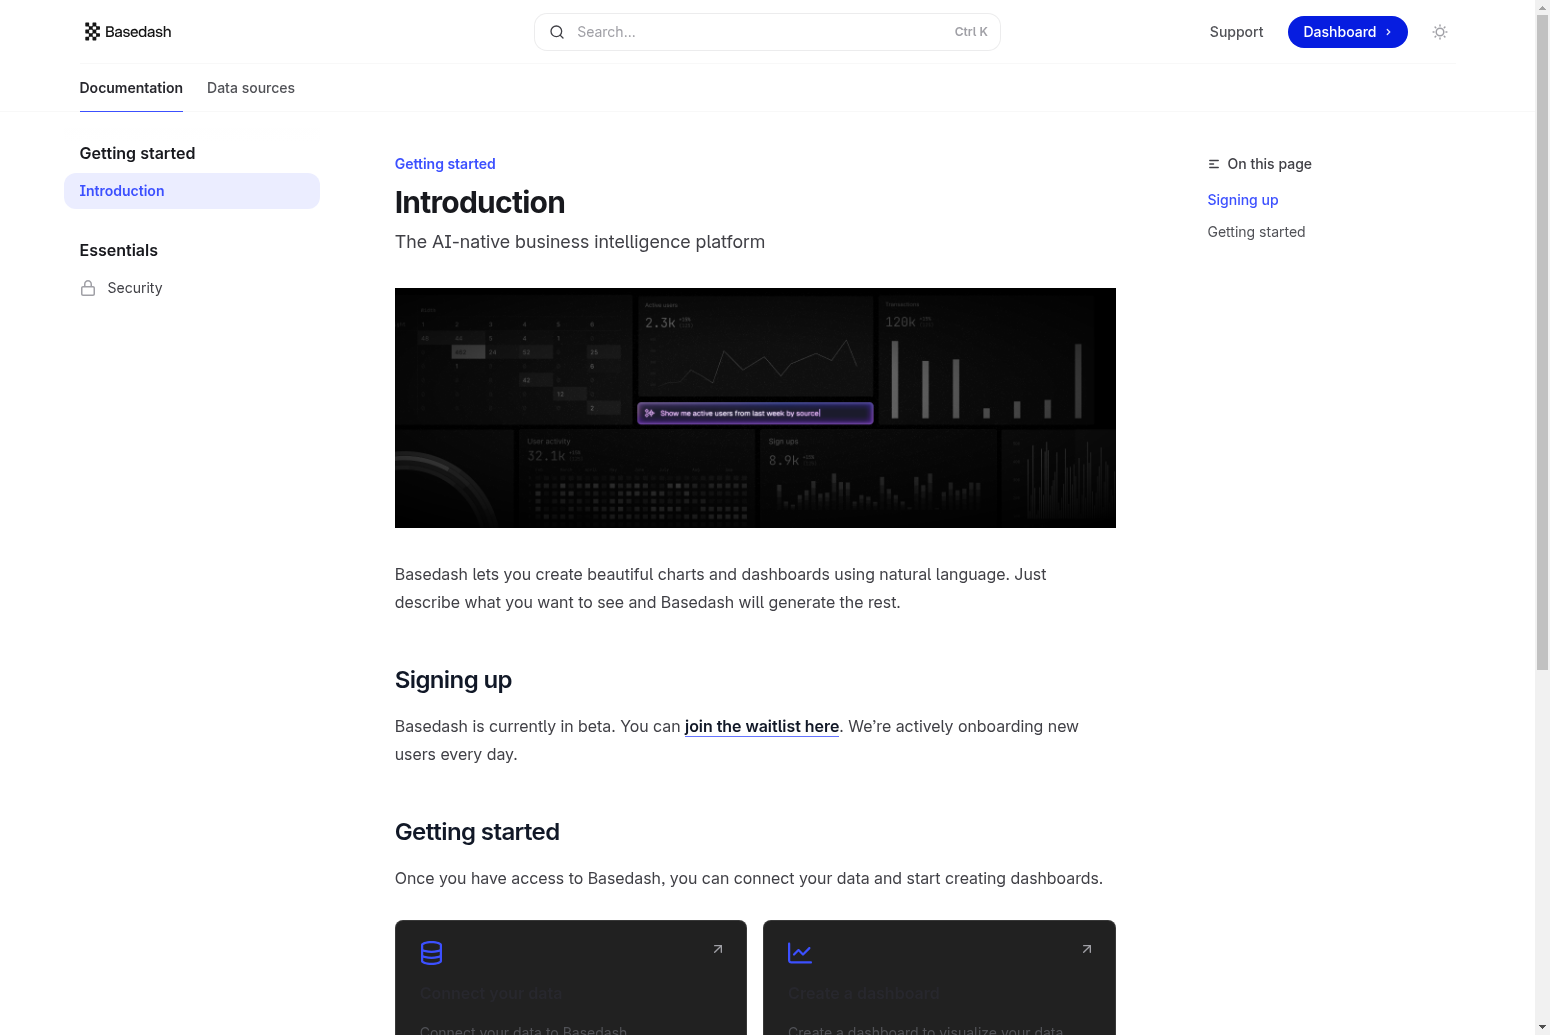 Basedash
Search...
Ctrl K
Support
Dashboard
Documentation
Data sources
Getting started
Introduction
Essentials
Security
Getting started
Introduction
The AI-native business intelligence platform
Active users
2.3k
Transactions
120k
Show me active users from last week by source
User activity
32.1k
Sign ups
8.9k
Basedash lets you create beautiful charts and dashboards using natural language. Just
describe what you want to see and Basedash will generate the rest.
Signing up
Basedash is currently in beta. You can join the waitlist here. We’re actively onboarding new
users every day.
Getting started
Once you have access to Basedash, you can connect your data and start creating dashboards.
Connect your data
Connect your data to Basedash
Create a dashboard
Create a dashboard to visualize your data
On this page
Signing up
Getting started